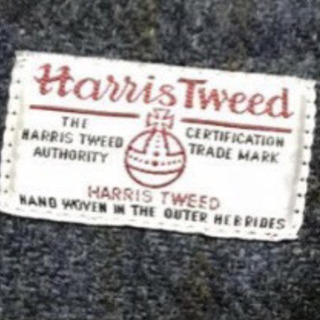 Harris Tweed
THE HARRIS TWEED AUTHORITY
CERTIFICATION TRADE MARK
HARRIS TWEED
HAND WOVEN IN THE OUTER HEBRIDES